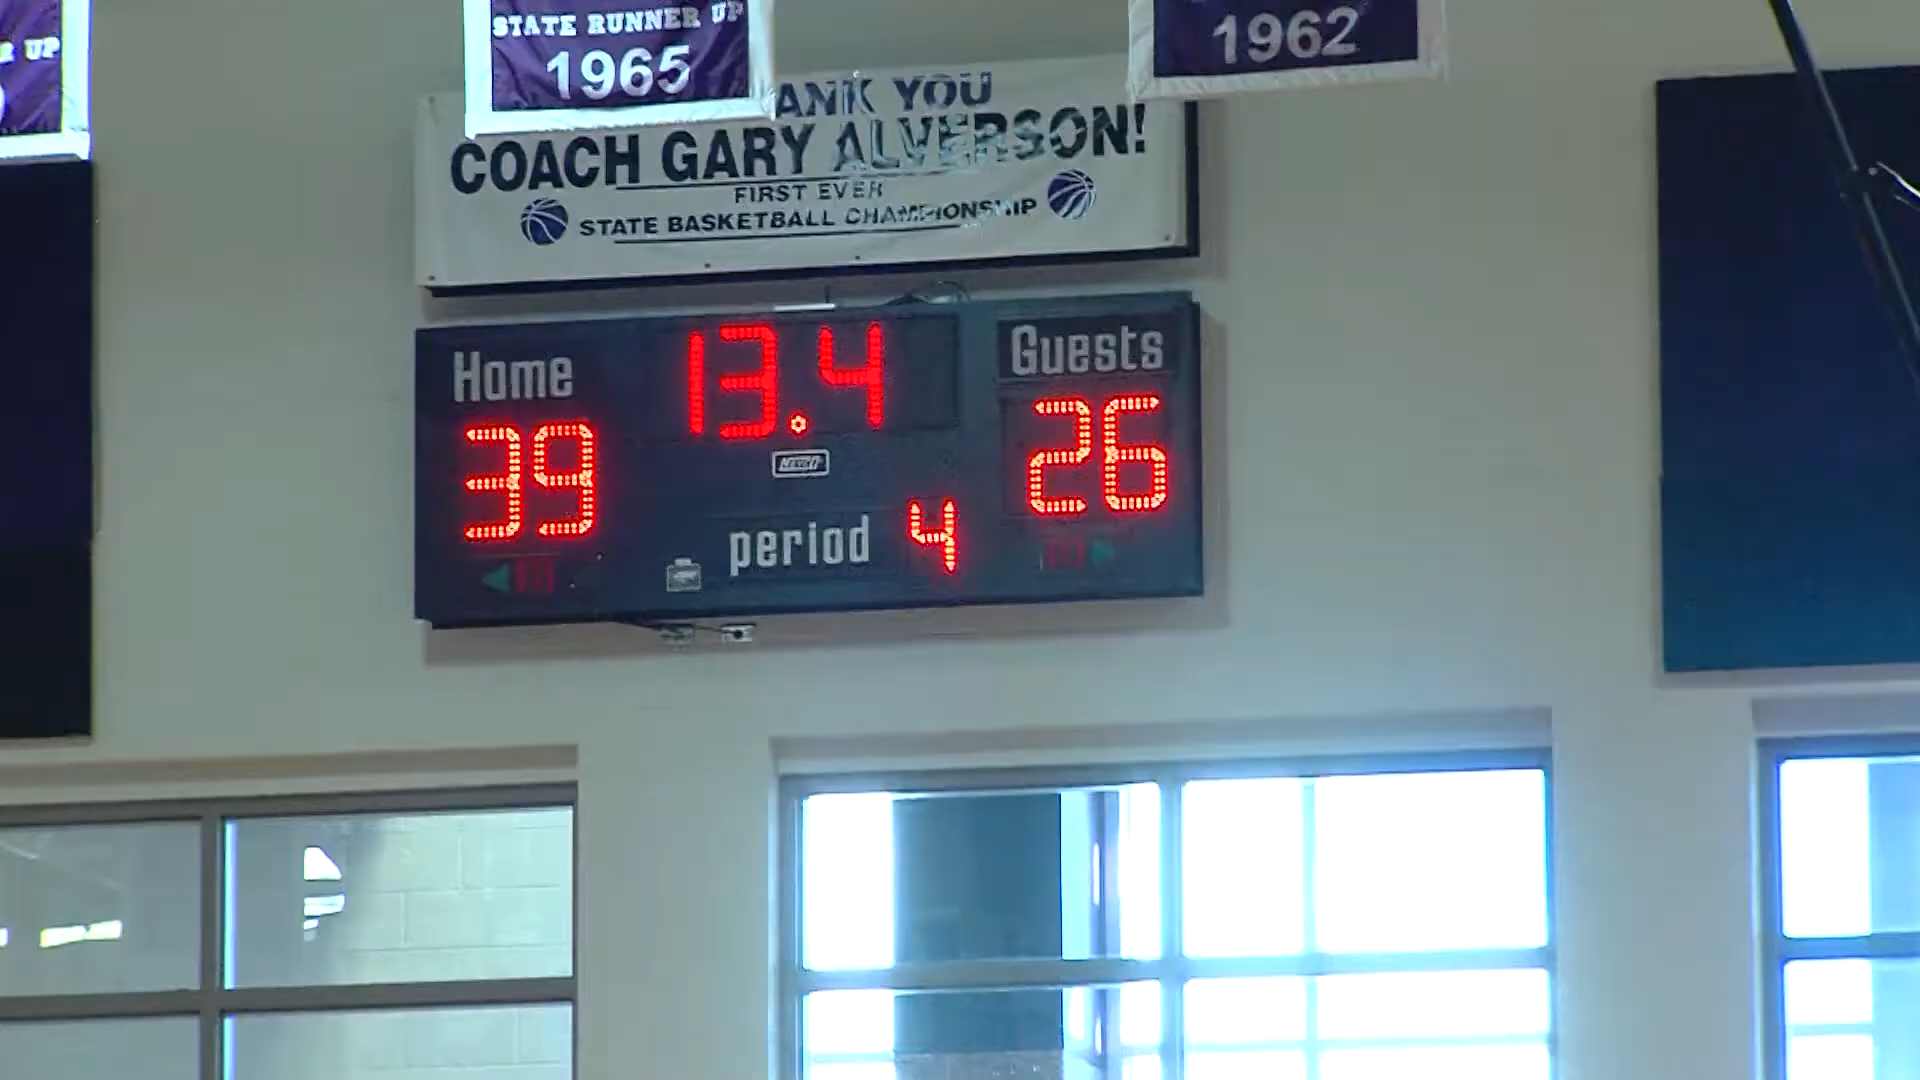 STATE RUNNER UP
1965
1962
R UP
ANK YOU
COACH GARY ALVERSON!
FIRST EVER
STATE BASKETBALL CHAMPIONSHIP
Home
13.4
Guests
39
26
period 4